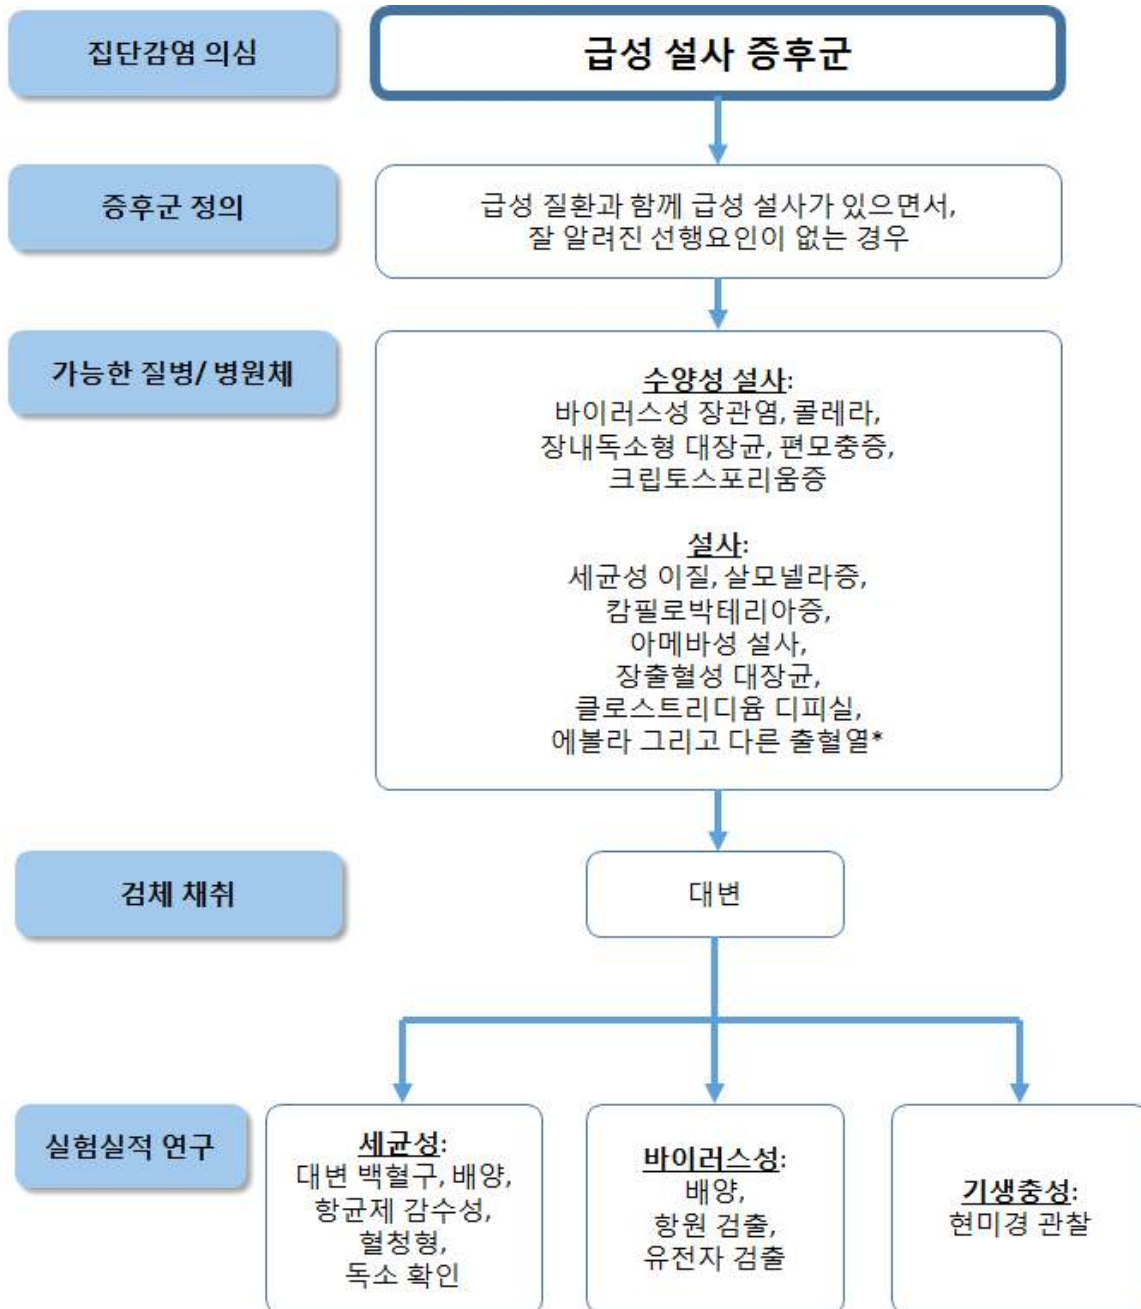 집단감염 의심
급성 설사 증후군
증후군 정의
급성 질환과 함께 급성 설사가 있으면서,
잘 알려진 선행요인이 없는 경우
가능한 질병/ 병원체
수양성 설사:
바이러스성 장관염, 콜레라,
장내독소형 대장균, 편모충증,
크립토스포리움증
설사:
세균성 이질, 살모넬라증,
캄필로박테리아증,
아메바성 설사,
장출혈성 대장균,
클로스트리디윰 디피실,
에볼라 그리고 다른 출혈열*
검체 채취
대변
실험실적 연구
세균성:
대변 백혈구, 배양,
항균제 감수성,
혈청형,
독소 확인
바이러스성:
배양,
항원 검출,
유전자 검출
기생충성:
현미경 관찰